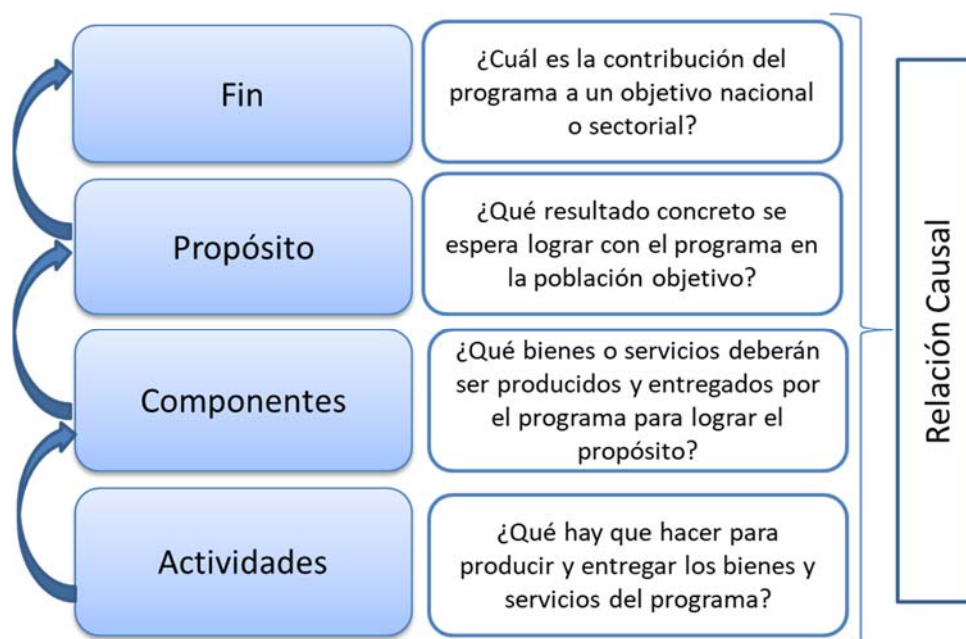 Fin
¿Cuál es la contribución del
programa a un objetivo nacional
o sectorial?
Propósito
¿Qué resultado concreto se
espera lograr con el programa en
la población objetivo?
Componentes
¿Qué bienes o servicios deberán
ser producidos y entregados por
el programa para lograr el
propósito?
Actividades
¿Qué hay que hacer para
producir y entregar los bienes y
servicios del programa?
Relación Causal